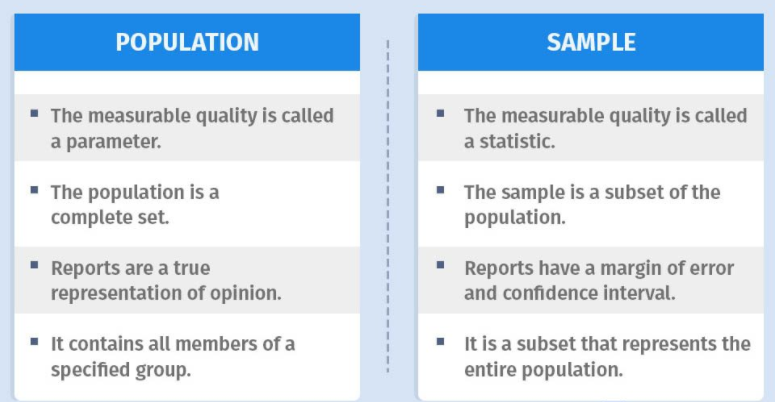 POPULATION
The measurable quality is called
a parameter.
The population is a
complete set.
Reports are a true
representation of opinion.
It contains all members of a
specified group.
SAMPLE
The measurable quality is called
a statistic.
The sample is a subset of the
population.
Reports have a margin of error
and confidence interval.
It is a subset that represents the
entire population.